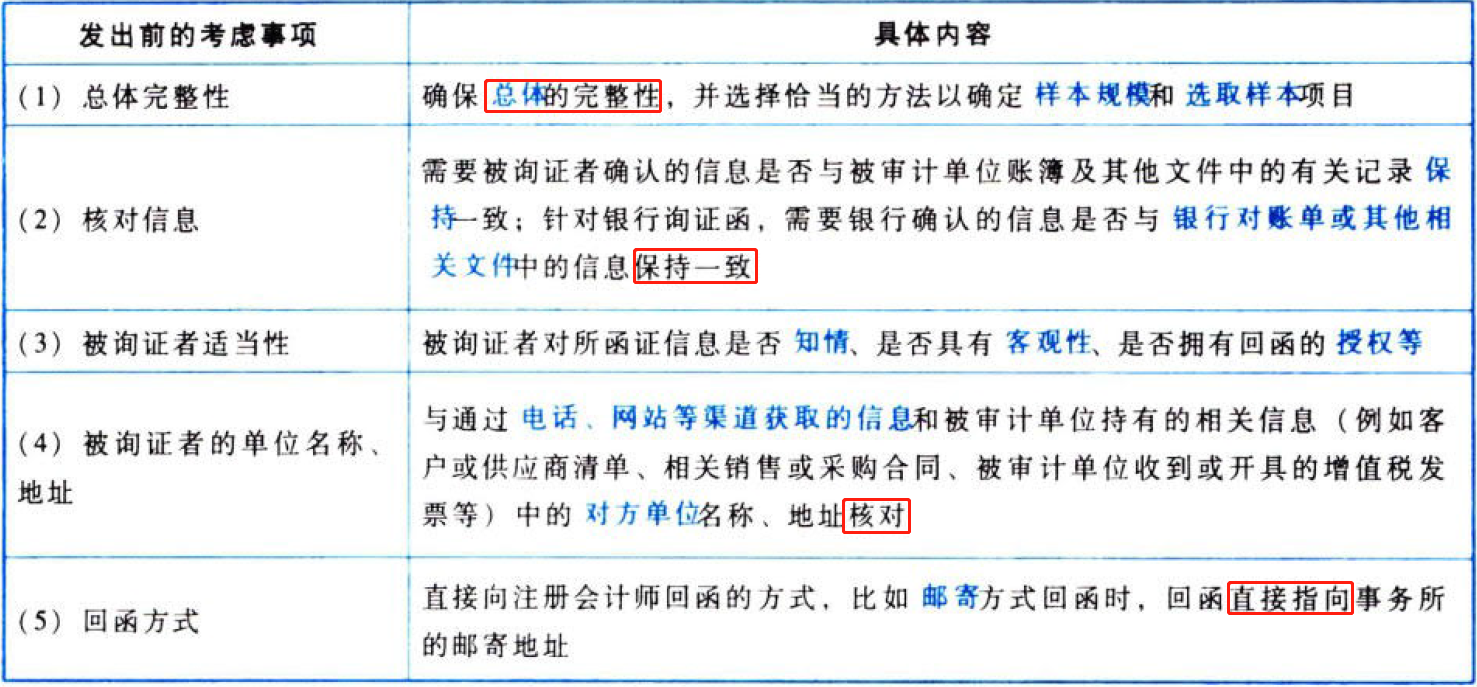 发出前的考虑事项
具体内容
(1) 总体完整性
确保总体的完整性，并选择恰当的方法以确定样本规模和选取样本项目
(2) 核对信息
需要被询证者确认的信息是否与被审计单位账簿及其他文件中的有关记录保
持一致；针对银行询证函，需要银行确认的信息是否与银行对账单或其他相
关文件中的信息保持一致
(3) 被询证者适当性
被询证者对所函证信息是否知情、是否具有客观性、是否拥有回函的授权等
(4) 被询证者的单位名称、
地址
与通过电话、网站等渠道获取的信息和被审计单位持有的相关信息（例如客
户或供应商清单、相关销售或采购合同、被审计单位收到或开具的增值税发
票等）中的对方单位名称、地址核对
(5) 回函方式
直接向注册会计师回函的方式，比如邮寄方式回函时，回函直接指向事务所
的邮寄地址